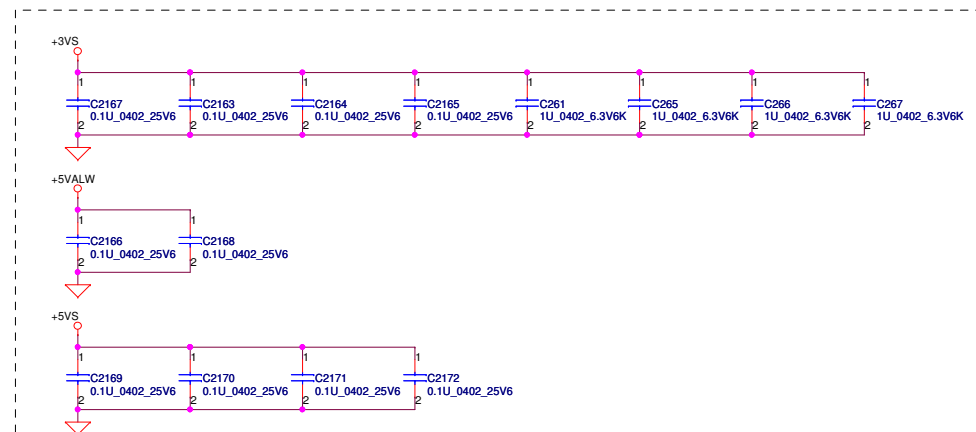 +3VS
1 1 1 1 1 1 1 1
C2167 C2163 C2164 C2165 C261 C265 C266 C267
0.1U_0402_25V6 0.1U_0402_25V6 0.1U_0402_25V6 0.1U_0402_25V6 1U_0402_6.3V6K 1U_0402_6.3V6K 1U_0402_6.3V6K 1U_0402_6.3V6K
2 2 2 2 2 2 2 2
+5VALW
1 1
C2166 C2168
0.1U_0402_25V6 0.1U_0402_25V6
2 2
+5VS
1 1 1 1
C2169 C2170 C2171 C2172
0.1U_0402_25V6 0.1U_0402_25V6 0.1U_0402_25V6 0.1U_0402_25V6
2 2 2 2